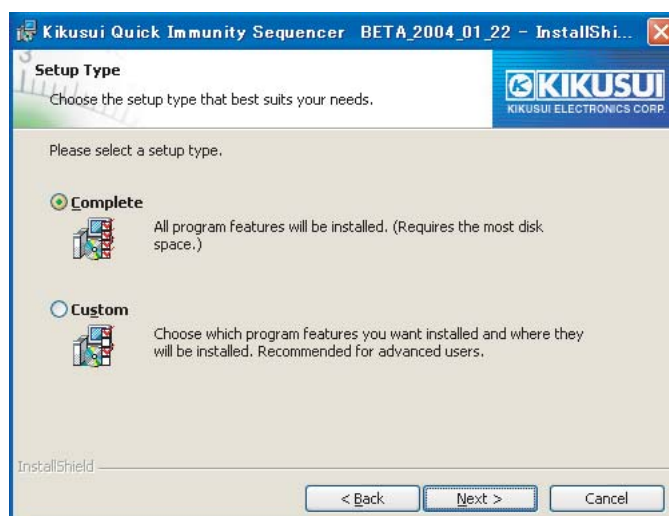 Kikusui Quick Immunity Sequencer BETA_2004_01_22 - InstallShi...
Setup Type
Choose the setup type that best suits your needs.
KIKUSUI
KIKUSUI ELECTRONICS CORP.
Please select a setup type.
Complete
All program features will be installed. (Requires the most disk
space.)
Custom
Choose which program features you want installed and where they
will be installed. Recommended for advanced users.
InstallShield
< Back
Next >
Cancel